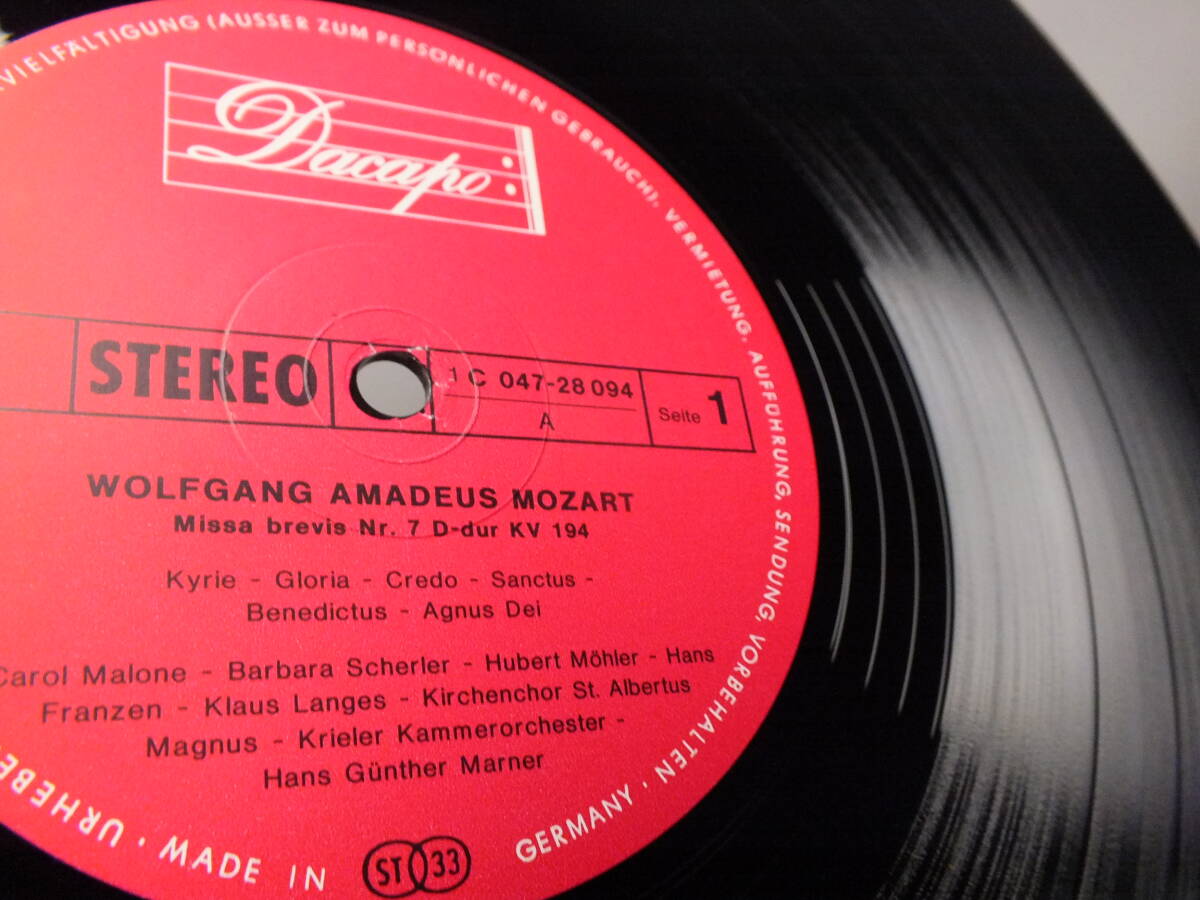 VIELFÄLTIGUNG (AUSSER ZUM PERSÖNLICHEN GEBRAUCH), VERMIETUNG, AUFFÜHRUNG, SENDUNG, VORBEHALTEN
Dacapo
STEREO
1 C 047-28 094
A
Seite 1
WOLFGANG AMADEUS MOZART
Missa brevis Nr. 7 D-dur KV 194
Kyrie - Gloria - Credo - Sanctus -
Benedictus - Agnus Dei
Carol Malone - Barbara Scherler - Hubert Möhler - Hans
Franzen - Klaus Langes - Kirchenchor St. Albertus
Magnus - Krieler Kammerorchester -
Hans Günther Marner
GERMANY · MADE IN · URHEBE
ST 33